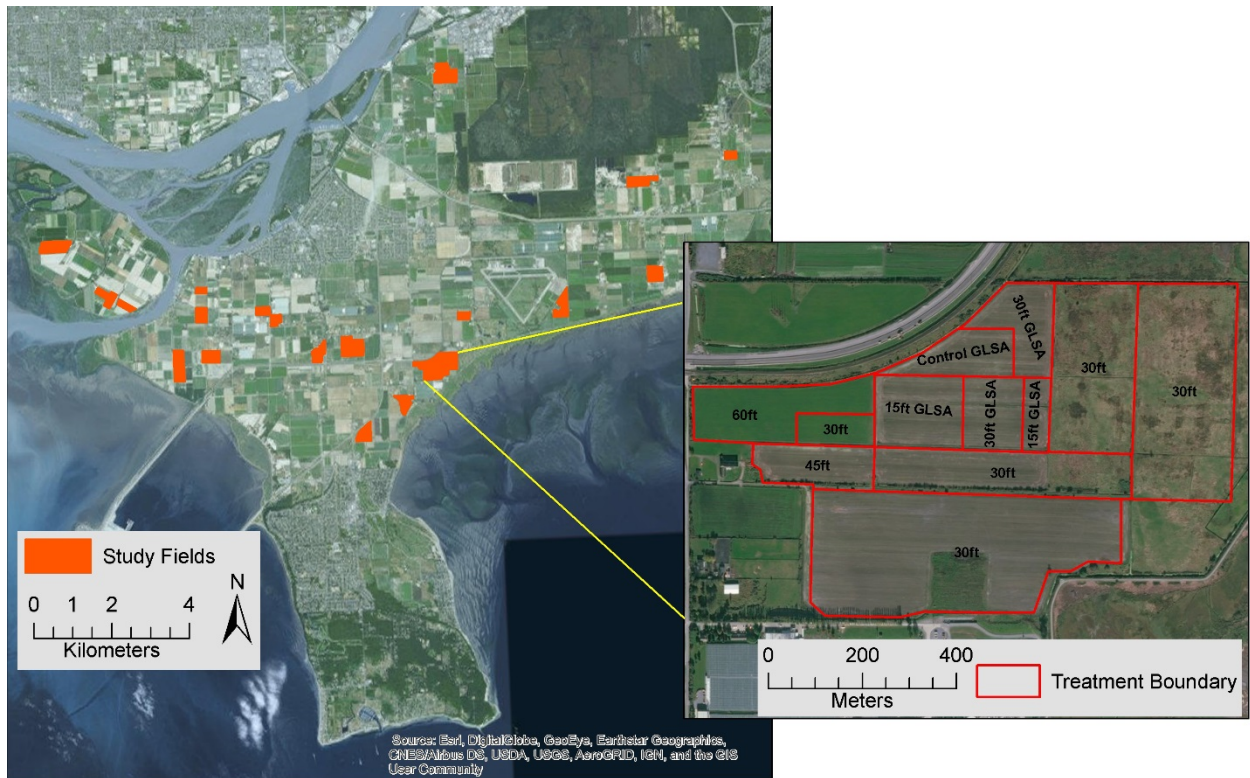 Study Fields
N
0 1 2 4
Kilometers
Source: Esri, DigitalGlobe, GeoEye, Earthstar Geographics,
CNES/Airbus DS, USDA, USGS, AeroGRID, IGN, and the GIS
User Community
30ft GLSA
Control GLSA
30ft
30ft
60ft
30ft
15ft GLSA
30ft GLSA
15ft GLSA
45ft
30ft
30ft
0 200 400
Meters
Treatment Boundary